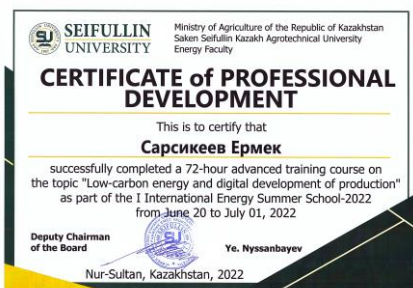 SEIFULLIN
UNIVERSITY
Ministry of Agriculture of the Republic of Kazakhstan
Saken Seifullin Kazakh Agrotechnical University
Energy Faculty
CERTIFICATE of PROFESSIONAL
DEVELOPMENT
This is to certify that
Сарсикеев Ермек
successfully completed a 72-hour advanced training course on
the topic "Low-carbon energy and digital development of production"
as part of the I International Energy Summer School-2022
from June 20 to July 01, 2022
Deputy Chairman
of the Board
Ye. Nyssanbayev
Nur-Sultan, Kazakhstan, 2022